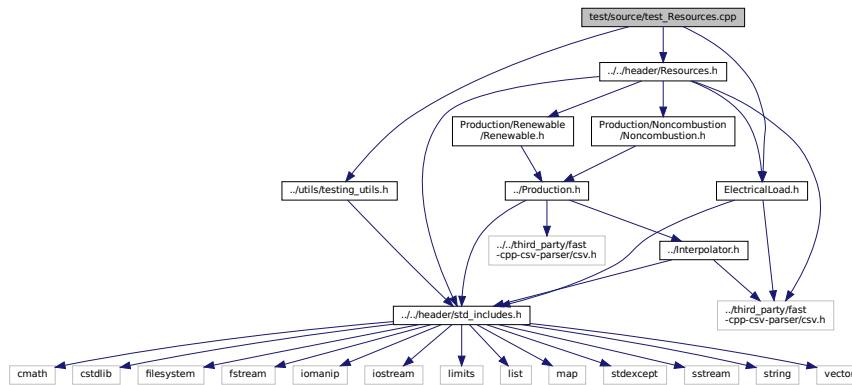 test/source/test_Resources.cpp
../../header/Resources.h
Production/Renewable
/Renewable.h
Production/Noncombustion
/Noncombustion.h
../utils/testing_utils.h
../Production.h
ElectricalLoad.h
../../third_party/fast
-cpp-csv-parser/csv.h
../Interpolator.h
../third_party/fast
-cpp-csv-parser/csv.h
../../header/std_includes.h
cmath
cstdlib
filesystem
fstream
iomanip
iostream
limits
list
map
stdexcept
sstream
string
vector